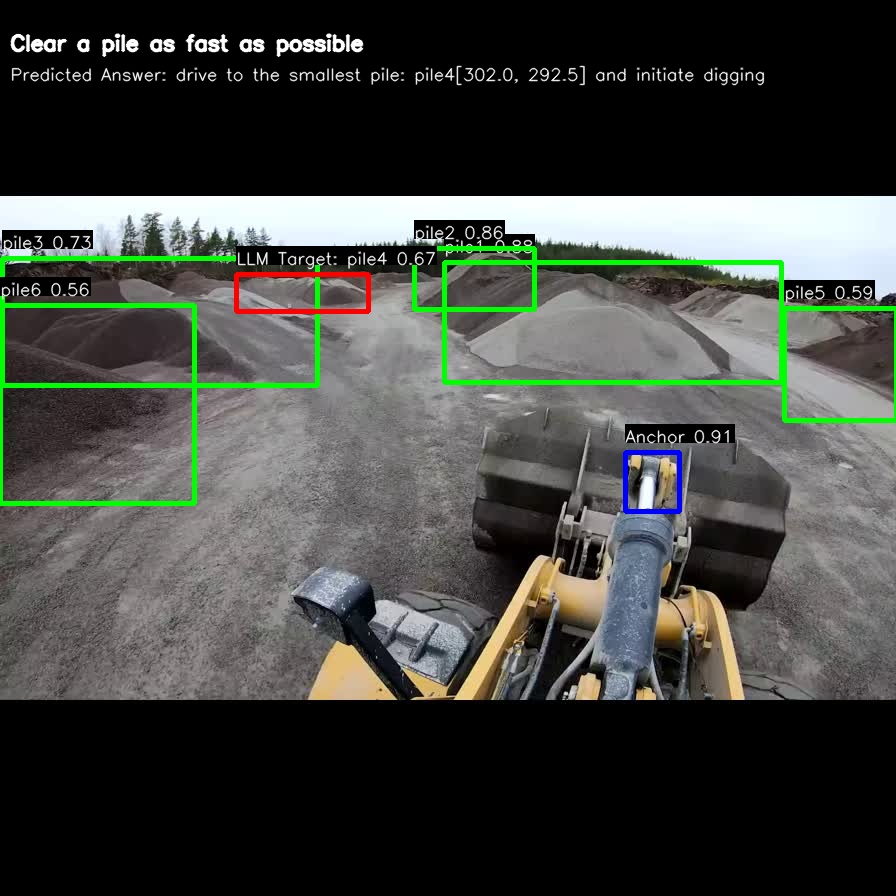 Clear a pile as fast as possible
Predicted Answer: drive to the smallest pile: pile4[302.0, 292.5] and initiate digging
pile2 0.86
pile3 0.73
pile1 0.88
LLM Target: pile4 0.67
pile6 0.56
pile5 0.59
Anchor 0.91